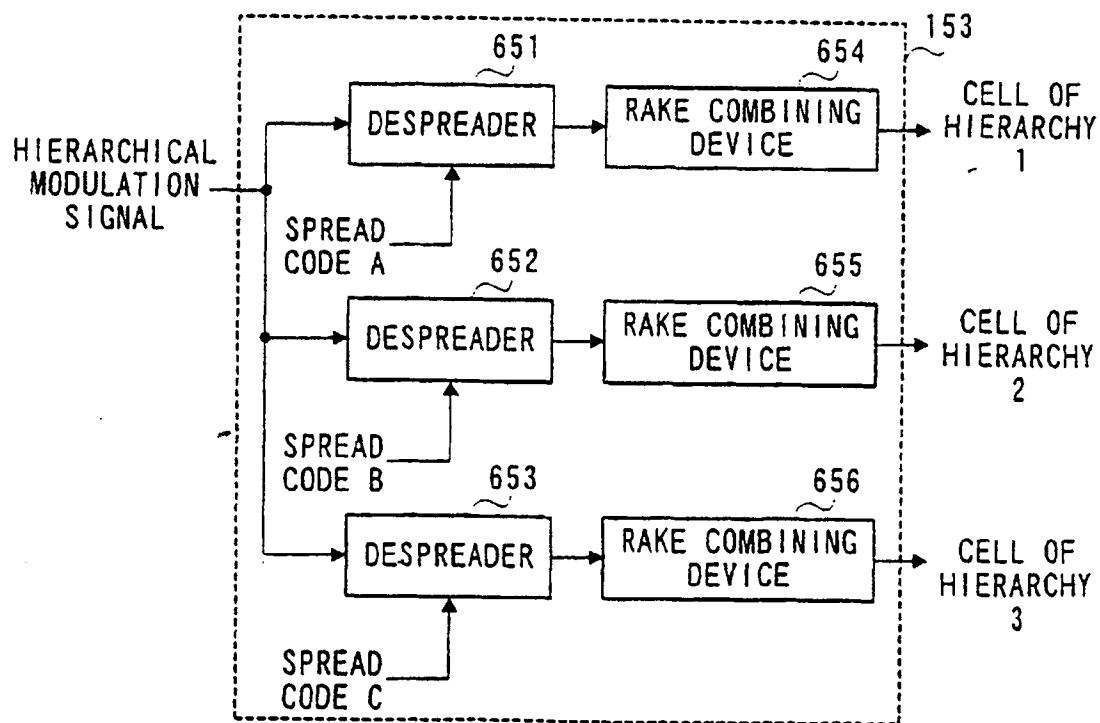 153
651
654
DESPREADER
RAKE COMBINING
DEVICE
CELL OF
HIERARCHY
1
HIERARCHICAL
MODULATION
SIGNAL
SPREAD
CODE A
652
655
DESPREADER
RAKE COMBINING
DEVICE
CELL OF
HIERARCHY
2
SPREAD
CODE B
653
656
DESPREADER
RAKE COMBINING
DEVICE
CELL OF
HIERARCHY
3
SPREAD
CODE C